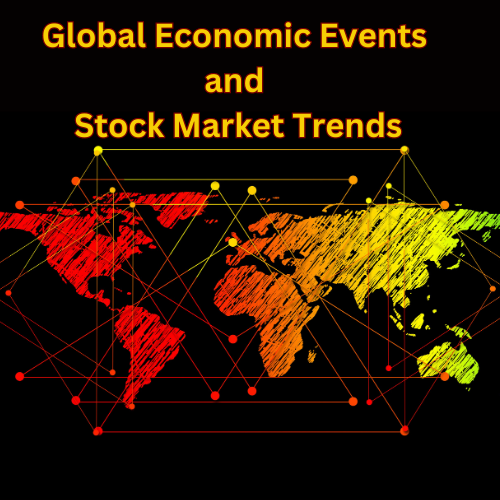 Global Economic Events
and
Stock Market Trends